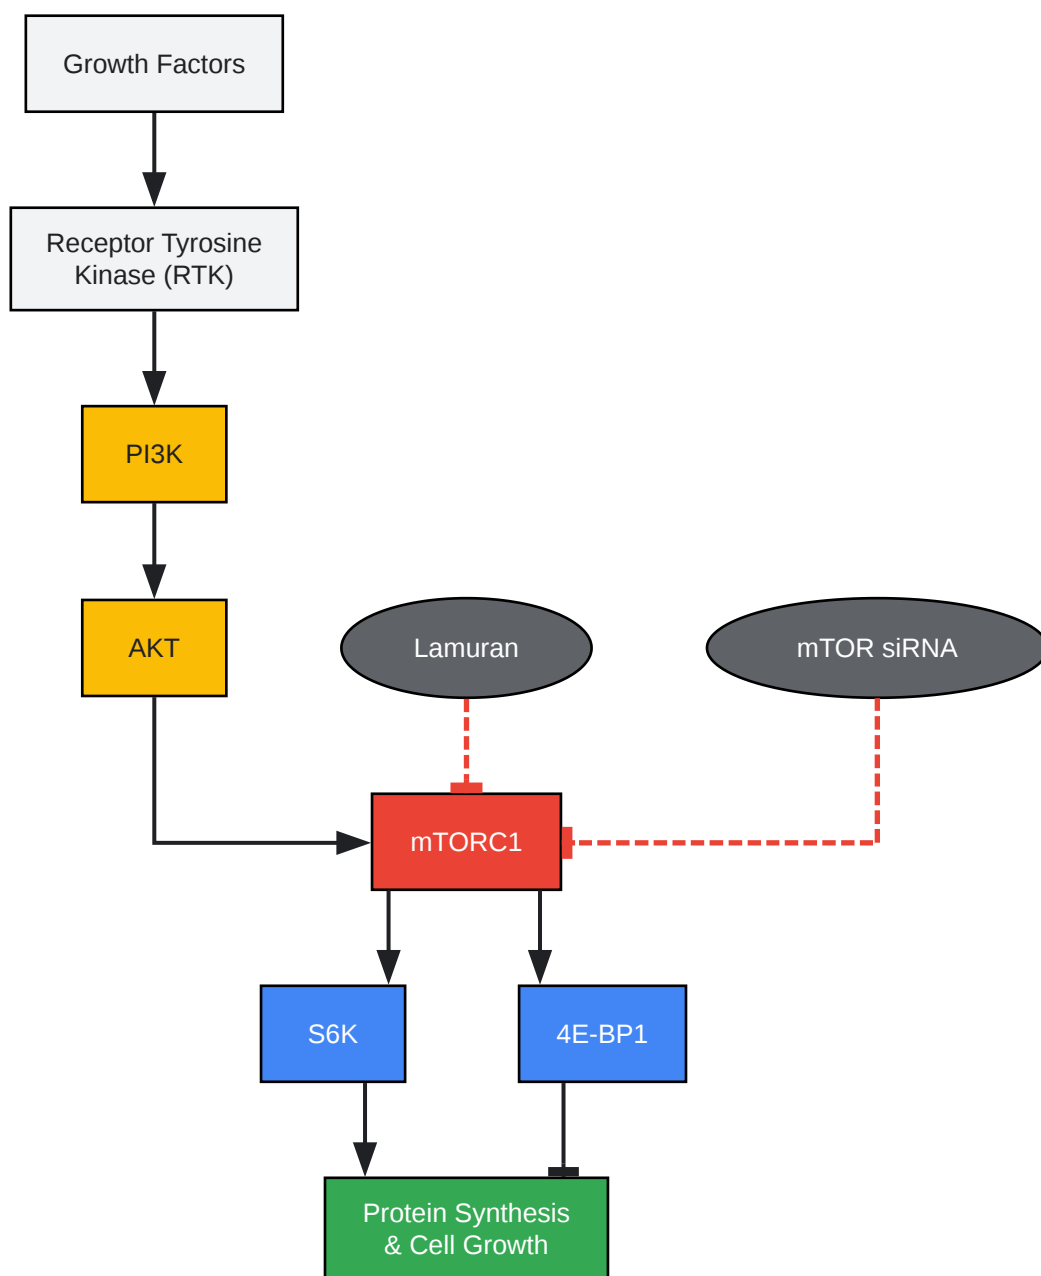 Growth Factors
Receptor Tyrosine
Kinase (RTK)
PI3K
AKT
Lamuran
mTOR siRNA
mTORC1
S6K
4E-BP1
Protein Synthesis
& Cell Growth